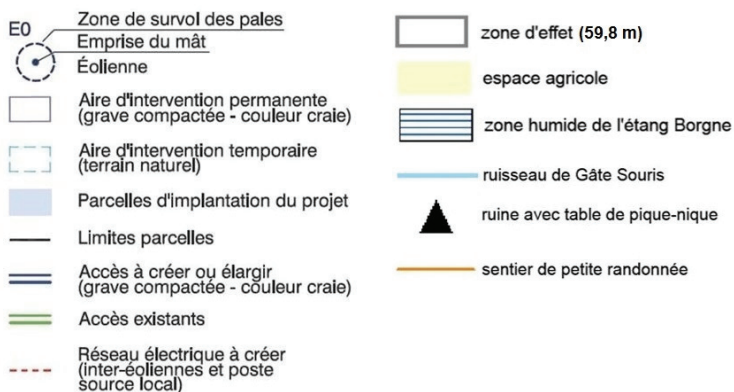 E0
Zone de survol des pales
Emprise du mât
Éolienne
Aire d'intervention permanente
(grave compactée - couleur craie)
Aire d'intervention temporaire
(terrain naturel)
Parcelles d'implantation du projet
Limites parcelles
Accès à créer ou élargir
(grave compactée - couleur craie)
Accès existants
Réseau électrique à créer
(inter-éoliennes et poste
source local)
zone d'effet (59,8 m)
espace agricole
zone humide de l'étang Borgne
ruisseau de Gâte Souris
ruine avec table de pique-nique
sentier de petite randonnée